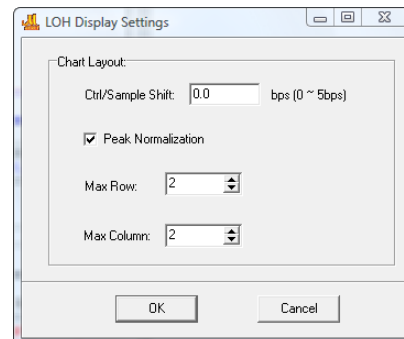 LOH Display Settings
Chart Layout:
Ctrl/Sample Shift: 0.0 bps (0 ~ 5bps)
Peak Normalization
Max Row: 2
Max Column: 2
OK Cancel